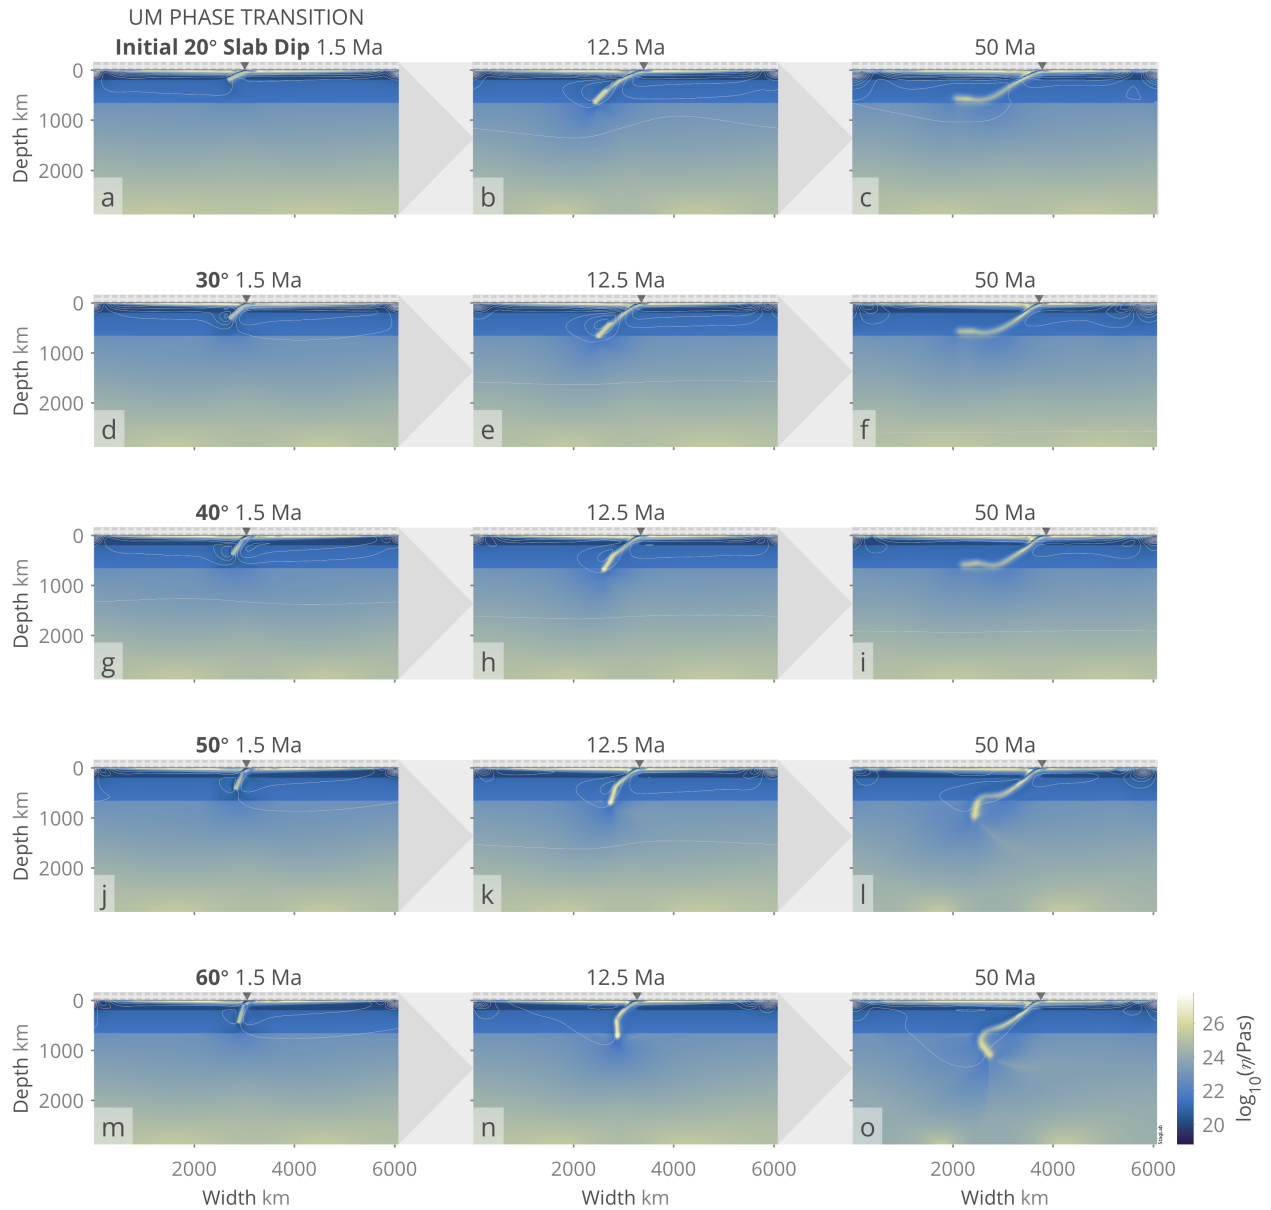 UM PHASE TRANSITION
Initial 20° Slab Dip 1.5 Ma
12.5 Ma
50 Ma
0
1000
2000
Depth km
a
b
c
30° 1.5 Ma
12.5 Ma
50 Ma
0
1000
2000
Depth km
d
e
f
40° 1.5 Ma
12.5 Ma
50 Ma
0
1000
2000
Depth km
g
h
i
50° 1.5 Ma
12.5 Ma
50 Ma
0
1000
2000
Depth km
j
k
l
60° 1.5 Ma
12.5 Ma
50 Ma
0
1000
2000
Depth km
m
n
o
StagLab
26
24
22
20
log10(η/Pas)
2000 4000 6000
2000 4000 6000
2000 4000 6000
Width km
Width km
Width km